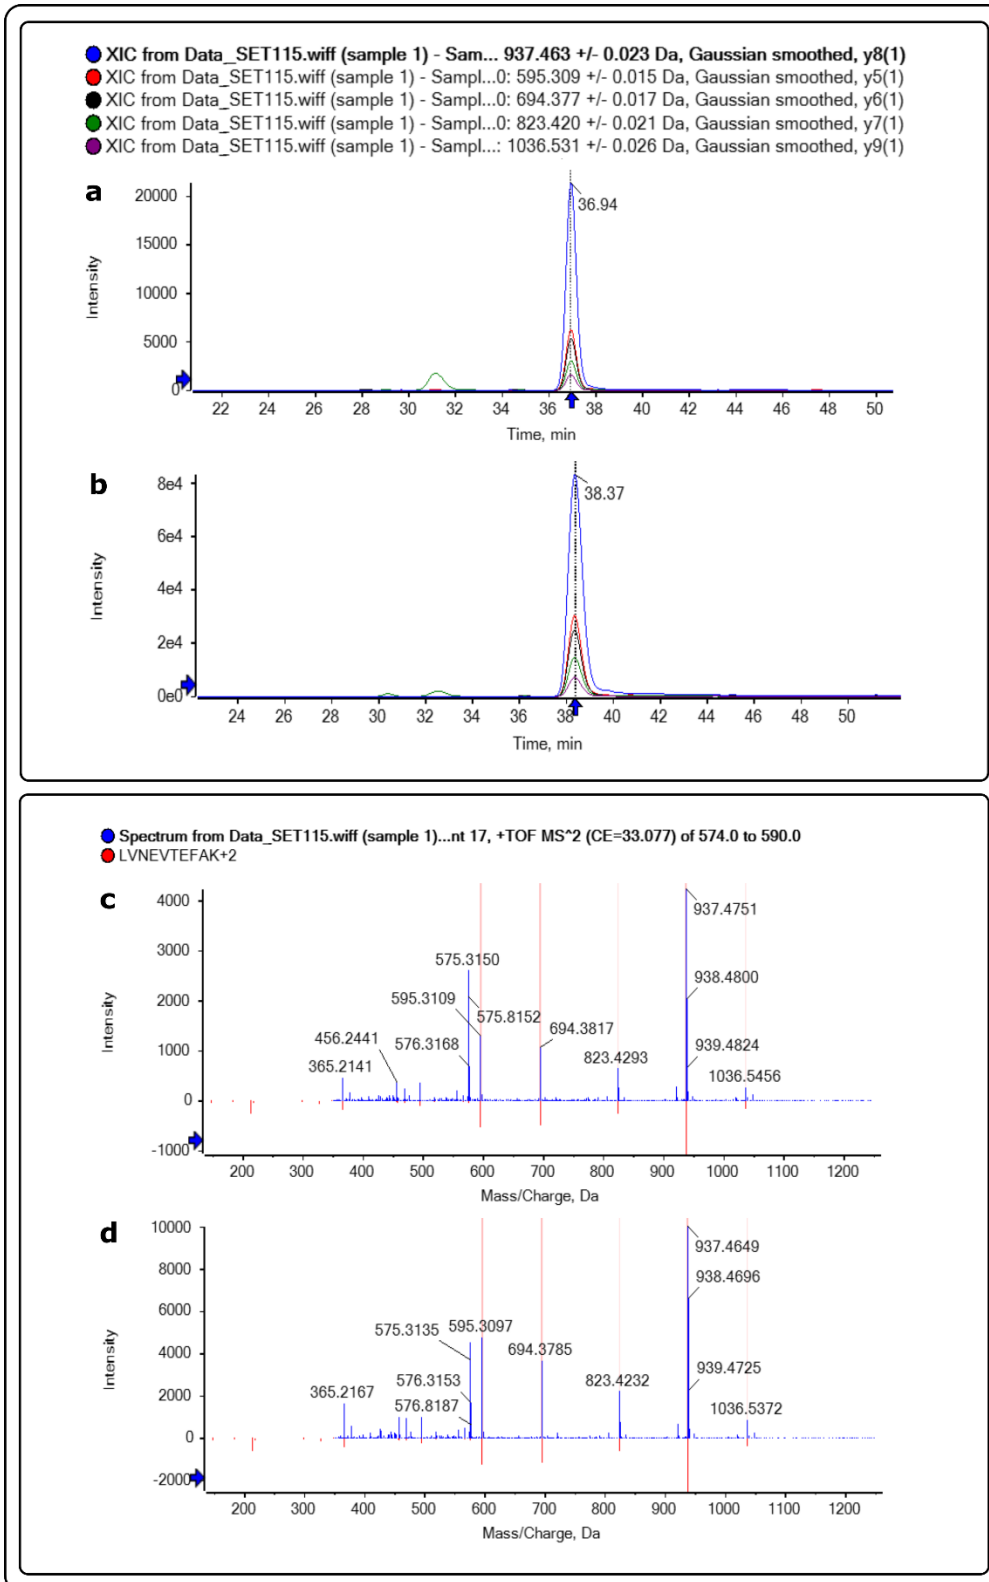 XIC from Data_SET115.wiff (sample 1) - Sam... 937.463 +/- 0.023 Da, Gaussian smoothed, y8(1)
XIC from Data_SET115.wiff (sample 1) - Sampl...0: 595.309 +/- 0.015 Da, Gaussian smoothed, y5(1)
XIC from Data_SET115.wiff (sample 1) - Sampl...0: 694.377 +/- 0.017 Da, Gaussian smoothed, y6(1)
XIC from Data_SET115.wiff (sample 1) - Sampl...0: 823.420 +/- 0.021 Da, Gaussian smoothed, y7(1)
XIC from Data_SET115.wiff (sample 1) - Sampl...: 1036.531 +/- 0.026 Da, Gaussian smoothed, y9(1)
a
20000
15000
10000
5000
0
Intensity
36.94
22 24 26 28 30 32 34 36 38 40 42 44 46 48 50
Time, min
b
8e4
6e4
4e4
2e4
0e0
Intensity
38.37
24 26 28 30 32 34 36 38 40 42 44 46 48 50
Time, min
Spectrum from Data_SET115.wiff (sample 1)...nt 17, +TOF MS^2 (CE=33.077) of 574.0 to 590.0
LVNEVTEFAK+2
c
4000
3000
2000
1000
0
-1000
Intensity
937.4751
575.3150
938.4800
595.3109
575.8152
456.2441
576.3168
694.3817
939.4824
365.2141
823.4293
1036.5456
200 300 400 500 600 700 800 900 1000 1100 1200
Mass/Charge, Da
d
10000
8000
6000
4000
2000
0
-2000
Intensity
937.4649
938.4696
575.3135 595.3097
694.3785
576.3153
939.4725
365.2167
576.8187
823.4232
1036.5372
200 300 400 500 600 700 800 900 1000 1100 1200
Mass/Charge, Da